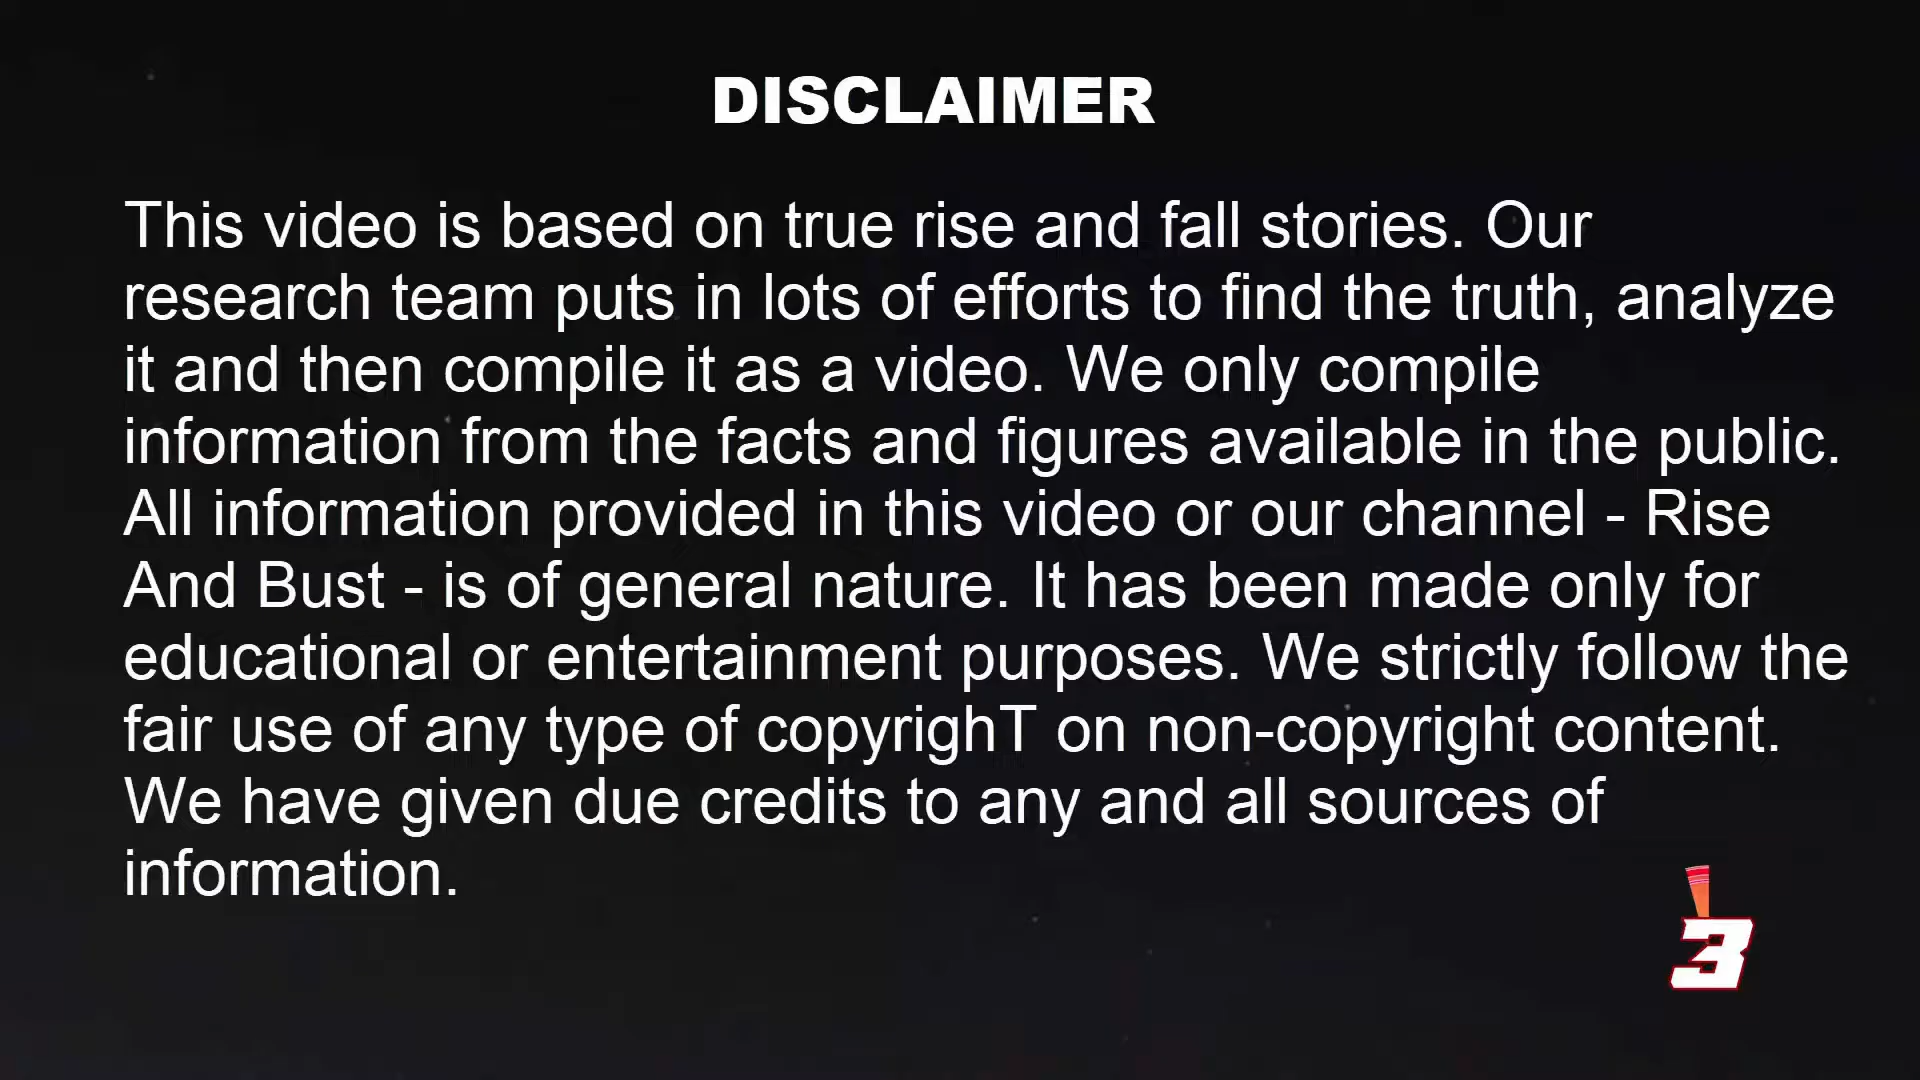 DISCLAIMER
This video is based on true rise and fall stories. Our
research team puts in lots of efforts to find the truth, analyze
it and then compile it as a video. We only compile
information from the facts and figures available in the public.
All information provided in this video or our channel - Rise
And Bust - is of general nature. It has been made only for
educational or entertainment purposes. We strictly follow the
fair use of any type of copyrighT on non-copyright content.
We have given due credits to any and all sources of
information.
3